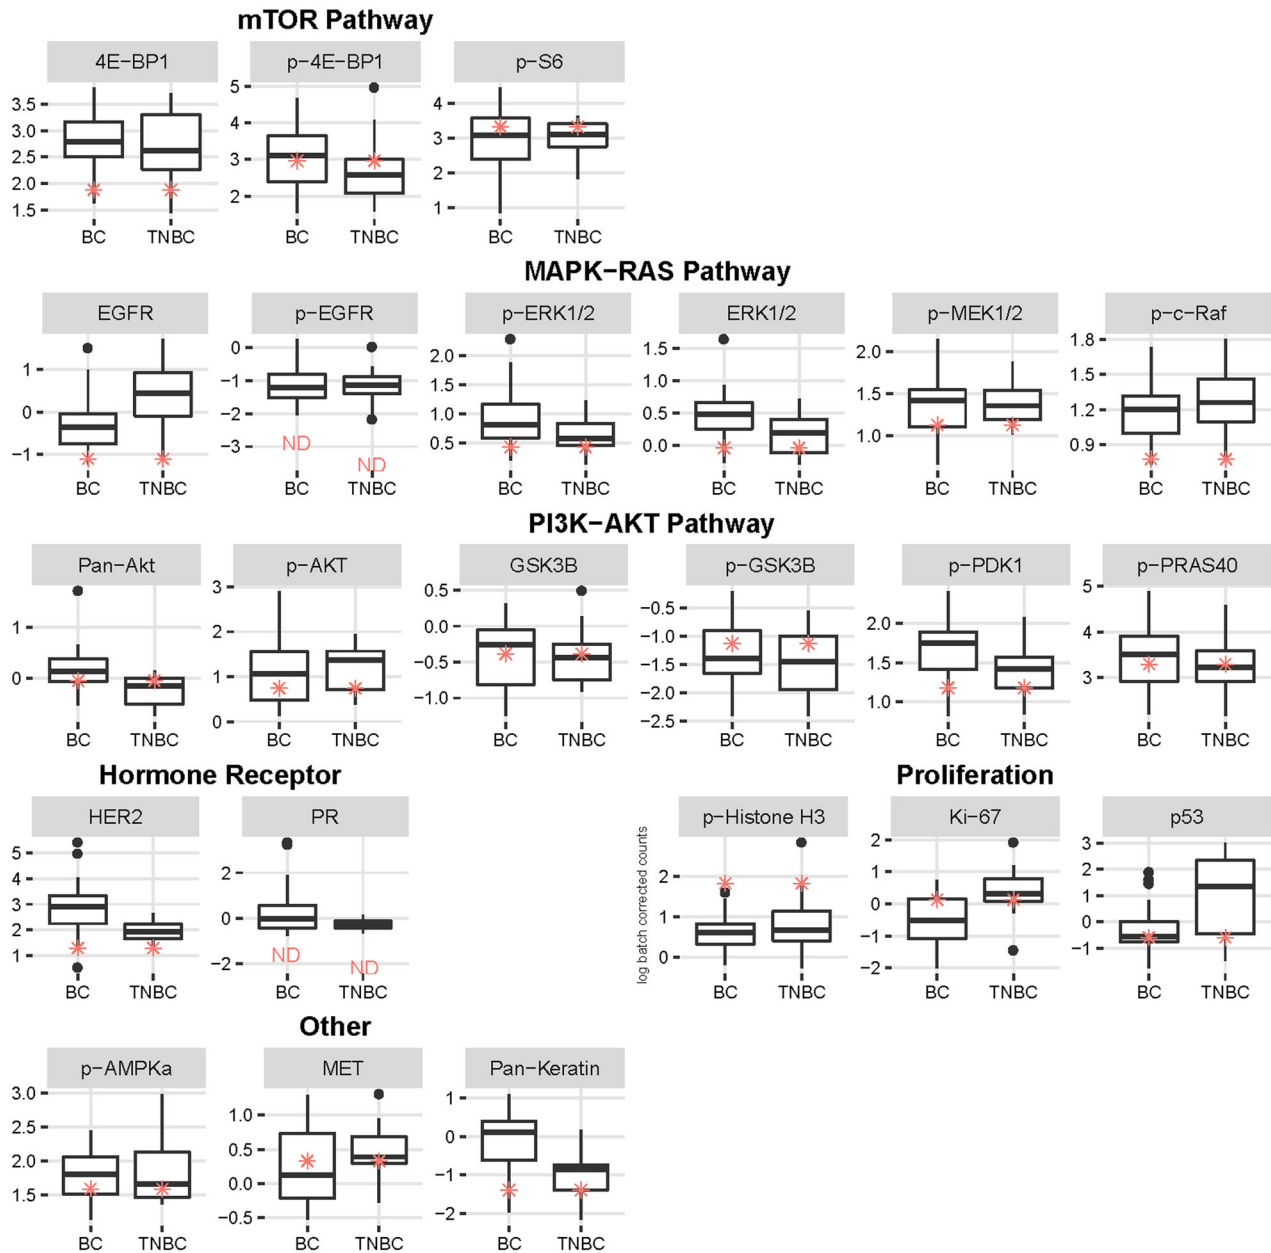 mTOR Pathway
4E-BP1 p-4E-BP1 p-S6
3.5 3.0 2.5 2.0 1.5 5 4 3 2 4 3 2 1
BC TNBC BC TNBC BC TNBC
MAPK-RAS Pathway
EGFR p-EGFR p-ERK1/2 ERK1/2 p-MEK1/2 p-c-Raf
1 0 -1 0 -1 -2 -3 2.0 1.5 1.0 0.5 1.5 1.0 0.5 0.0 2.0 1.5 1.0 1.8 1.5 1.2 0.9
ND ND
BC TNBC BC TNBC BC TNBC BC TNBC BC TNBC BC TNBC
PI3K-AKT Pathway
Pan-Akt p-AKT GSK3B p-GSK3B p-PDK1 p-PRAS40
1 0 3 2 1 0 0.5 0.0 -0.5 -1.0 -0.5 -1.0 -1.5 -2.0 -2.5 2.0 1.5 1.0 5 4 3
BC TNBC BC TNBC BC TNBC BC TNBC BC TNBC BC TNBC
Hormone Receptor Proliferation
HER2 PR p-Histone H3 Ki-67 p53
5 4 3 2 1 2 0 -2 2 1 0 2 1 0 -1 -2 3 2 1 0 -1
ND ND
log batch corrected counts
BC TNBC BC TNBC BC TNBC BC TNBC BC TNBC
Other
p-AMPKa MET Pan-Keratin
3.0 2.5 2.0 1.5 1.0 0.5 0.0 -0.5 1 0 -1 -2
BC TNBC BC TNBC BC TNBC